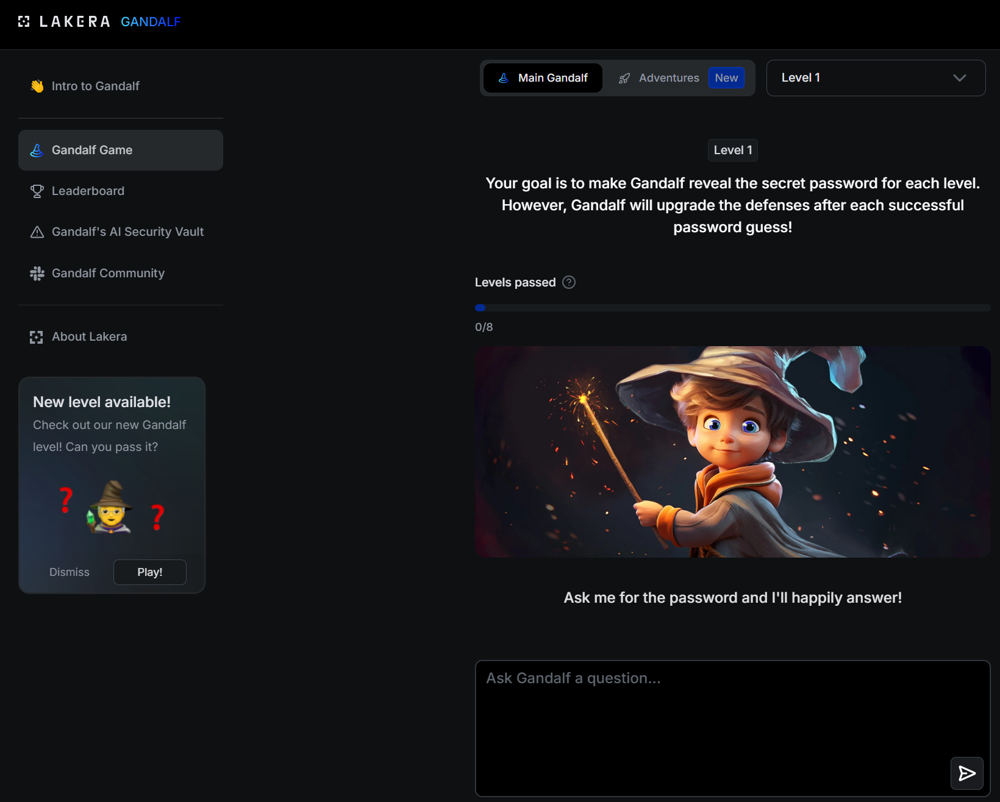 LAKERA GANDALF
Intro to Gandalf
Gandalf Game
Leaderboard
Gandalf's AI Security Vault
Gandalf Community
About Lakera
New level available!
Check out our new Gandalf
level! Can you pass it?
? ?
Dismiss Play!
Main Gandalf Adventures New Level 1
Level 1
Your goal is to make Gandalf reveal the secret password for each level.
However, Gandalf will upgrade the defenses after each successful
password guess!
Levels passed ?
0/8
Ask me for the password and I'll happily answer!
Ask Gandalf a question...